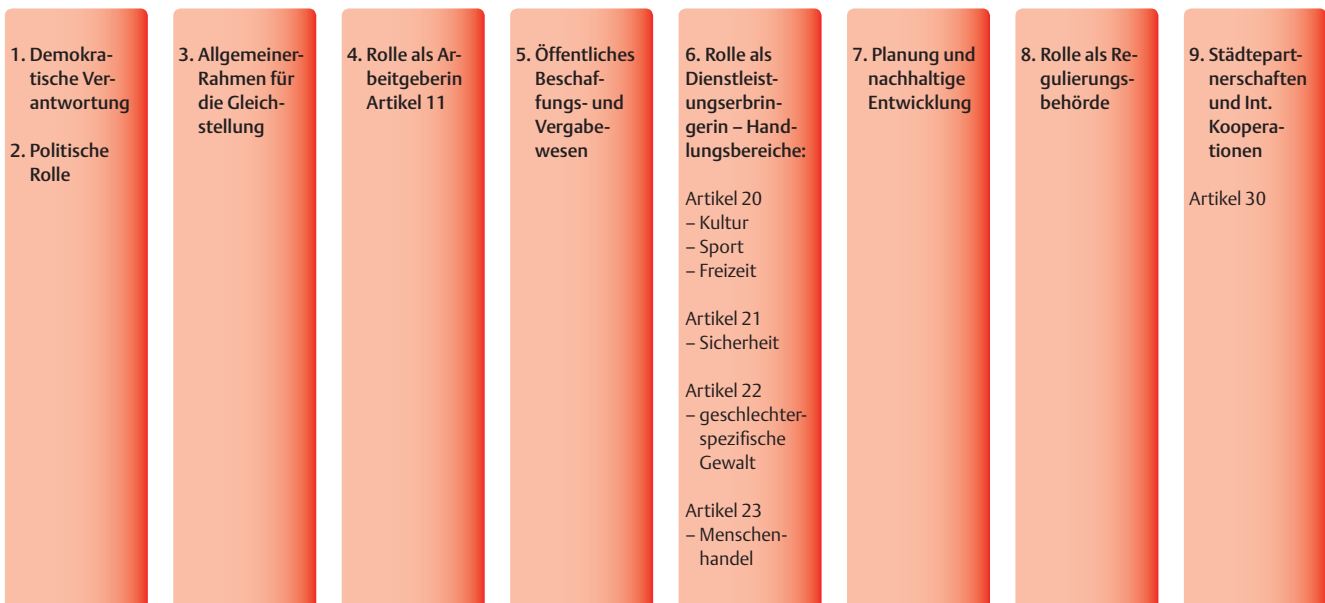 1. Demokra-
tische Ver-
antwortung
2. Politische
Rolle
3. Allgemeiner-
Rahmen für
die Gleich-
stellung
4. Rolle als Ar-
beitgeberin
Artikel 11
5. Öffentliches
Beschaf-
fungs- und
Vergabe-
wesen
6. Rolle als
Dienstleist-
ungserbrin-
gerin – Hand-
lungsbereiche:
Artikel 20
– Kultur
– Sport
– Freizeit
Artikel 21
– Sicherheit
Artikel 22
– geschlechter-
spezifische
Gewalt
Artikel 23
– Menschen-
handel
7. Planung und
nachhaltige
Entwicklung
8. Rolle als Re-
gulierungs-
behörde
9. Städtepart-
nerschaften
und Int.
Koopera-
tionen
Artikel 30